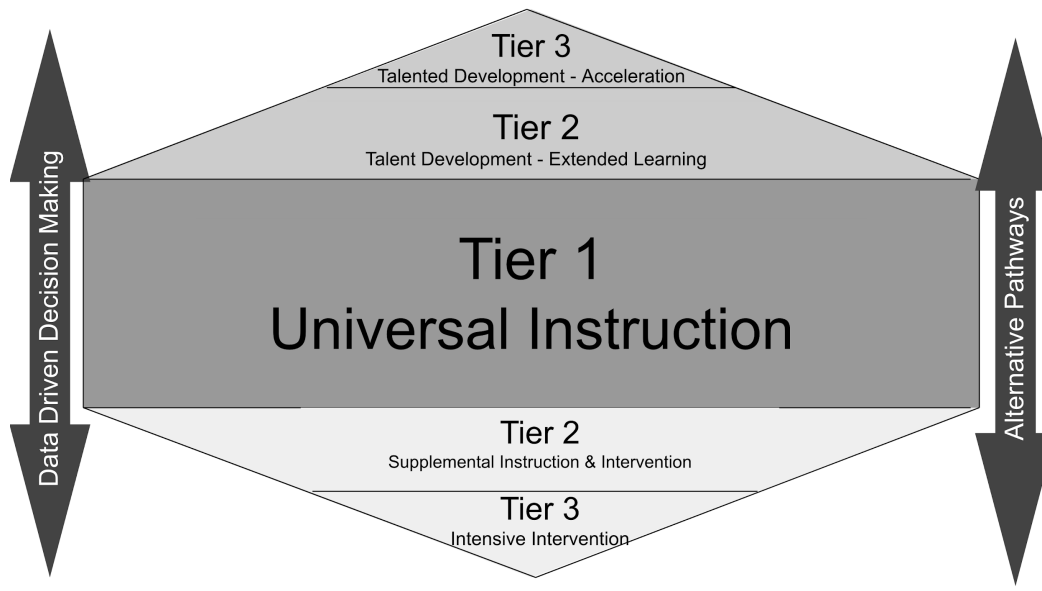 Tier 3
Talented Development - Acceleration
Tier 2
Talent Development - Extended Learning
Data Driven Decision Making
Tier 1
Universal Instruction
Alternative Pathways
Tier 2
Supplemental Instruction & Intervention
Tier 3
Intensive Intervention